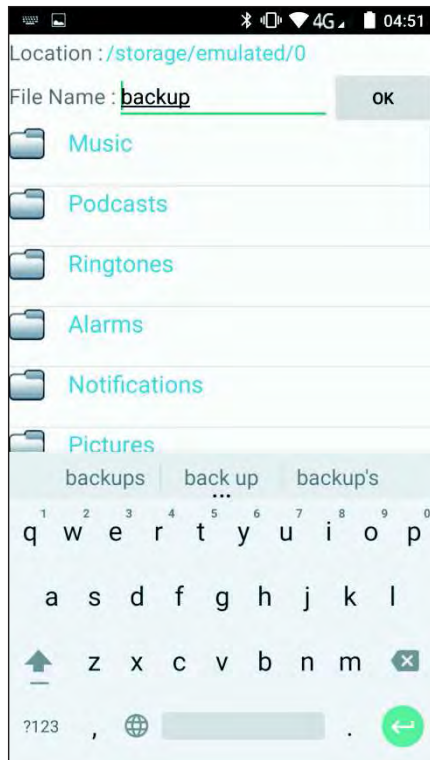 4G 04:51
Location : /storage/emulated/0
File Name : backup OK
Music
Podcasts
Ringtones
Alarms
Notifications
Pictures
backups back up backup's
1 2 3 4 5 6 7 8 9 0
q w e r t y u i o p
a s d f g h j k l
z x c v b n m
?123 , .